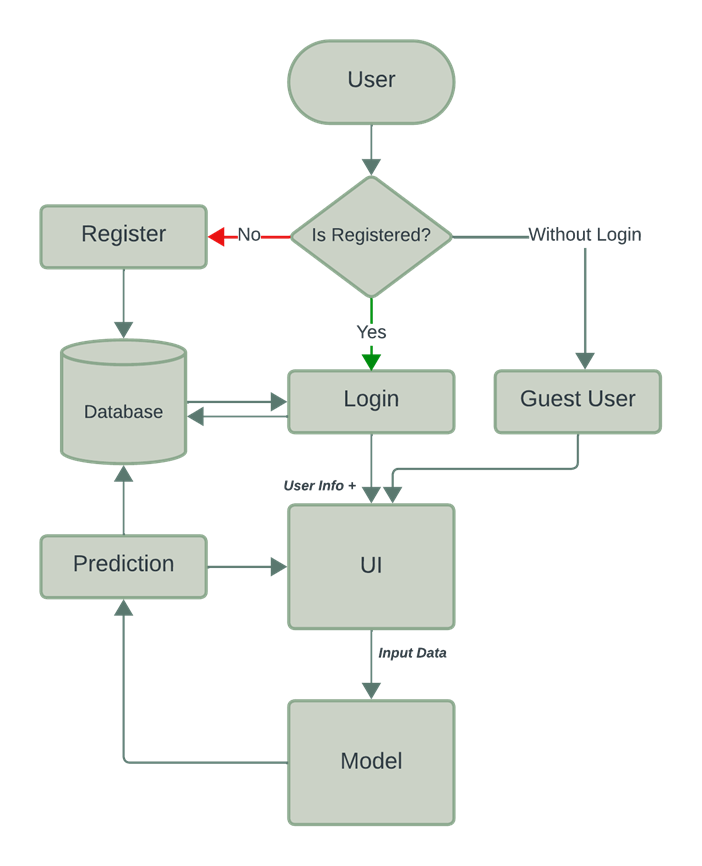 User
Is Registered?
No
Without Login
Register
Yes
Database
Login
Guest User
User Info +
Prediction
UI
Input Data
Model